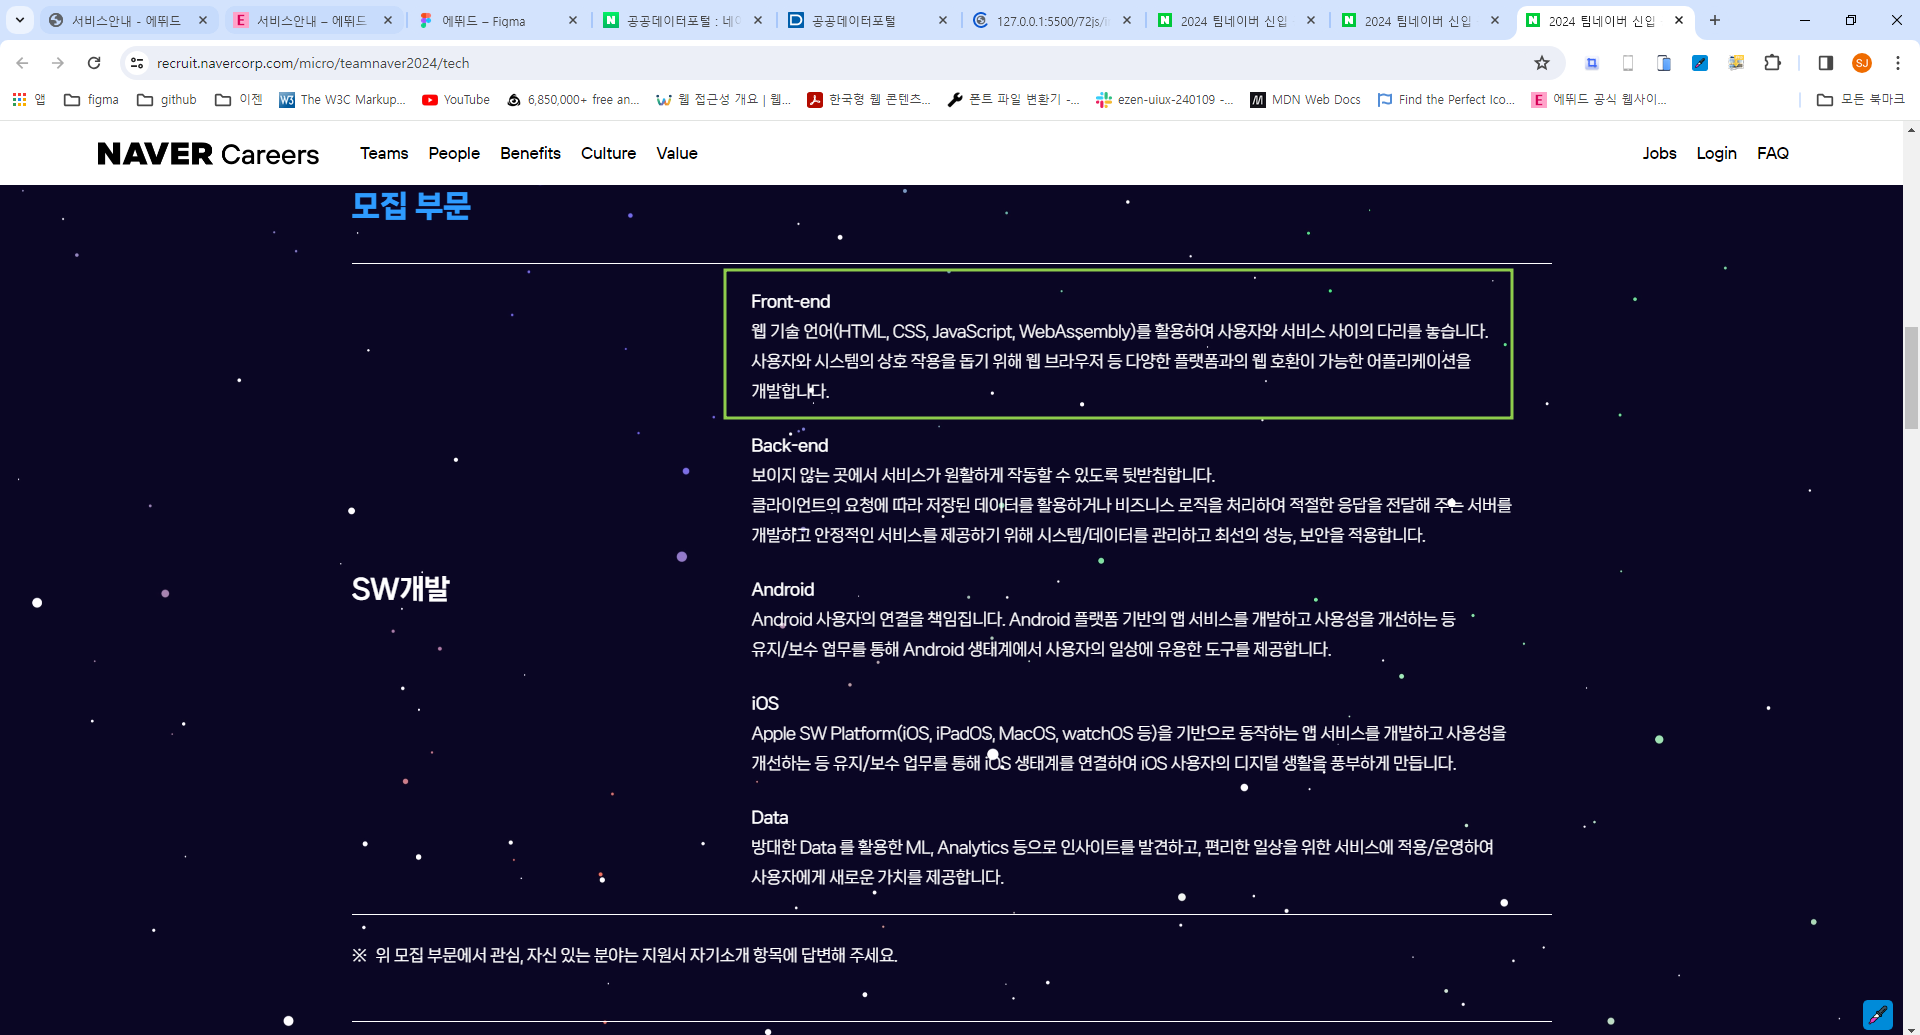 서비스안내 - 에뛰드
서비스안내 – 에뛰드
에뛰드 – Figma
공공데이터포털 : 네이
공공데이터포털
127.0.0.1:5500/72js/i
2024 팀네이버 신입
2024 팀네이버 신입
2024 팀네이버 신입
recruit.navercorp.com/micro/teamnaver2024/tech
SJ
앱
figma
github
이젠
The W3C Markup...
YouTube
6,850,000+ free an...
웹 접근성 개요 | 웹...
한국형 웹 콘텐츠...
폰트 파일 변환기 -...
ezen-uiux-240109 -...
MDN Web Docs
Find the Perfect Ico...
에뛰드 공식 웹사이...
모든 북마크
NAVER Careers
Teams
People
Benefits
Culture
Value
Jobs
Login
FAQ
모집 부문
SW개발
Front-end
웹 기술 언어(HTML, CSS, JavaScript, WebAssembly)를 활용하여 사용자와 서비스 사이의 다리를 놓습니다.
사용자와 시스템의 상호 작용을 돕기 위해 웹 브라우저 등 다양한 플랫폼과의 웹 호환이 가능한 어플리케이션을
개발합니다.
Back-end
보이지 않는 곳에서 서비스가 원활하게 작동할 수 있도록 뒷받침합니다.
클라이언트의 요청에 따라 저장된 데이터를 활용하거나 비즈니스 로직을 처리하여 적절한 응답을 전달해 주는 서버를
개발하고 안정적인 서비스를 제공하기 위해 시스템/데이터를 관리하고 최선의 성능, 보안을 적용합니다.
Android
Android 사용자의 연결을 책임집니다. Android 플랫폼 기반의 앱 서비스를 개발하고 사용성을 개선하는 등
유지/보수 업무를 통해 Android 생태계에서 사용자의 일상에 유용한 도구를 제공합니다.
iOS
Apple SW Platform(iOS, iPadOS, MacOS, watchOS 등)을 기반으로 동작하는 앱 서비스를 개발하고 사용성을
개선하는 등 유지/보수 업무를 통해 iOS 생태계를 연결하여 iOS 사용자의 디지털 생활을 풍부하게 만듭니다.
Data
방대한 Data 를 활용한 ML, Analytics 등으로 인사이트를 발견하고, 편리한 일상을 위한 서비스에 적용/운영하여
사용자에게 새로운 가치를 제공합니다.
※ 위 모집 부문에서 관심, 자신 있는 분야는 지원서 자기소개 항목에 답변해 주세요.